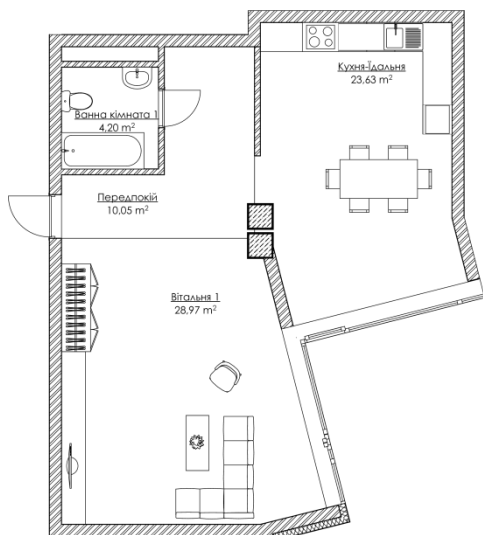 Кухня-Їдальня
23,63 m²
Ванна кімната 1
4,20 m²
Передпокій
10,05 m²
Вітальня 1
28,97 m²